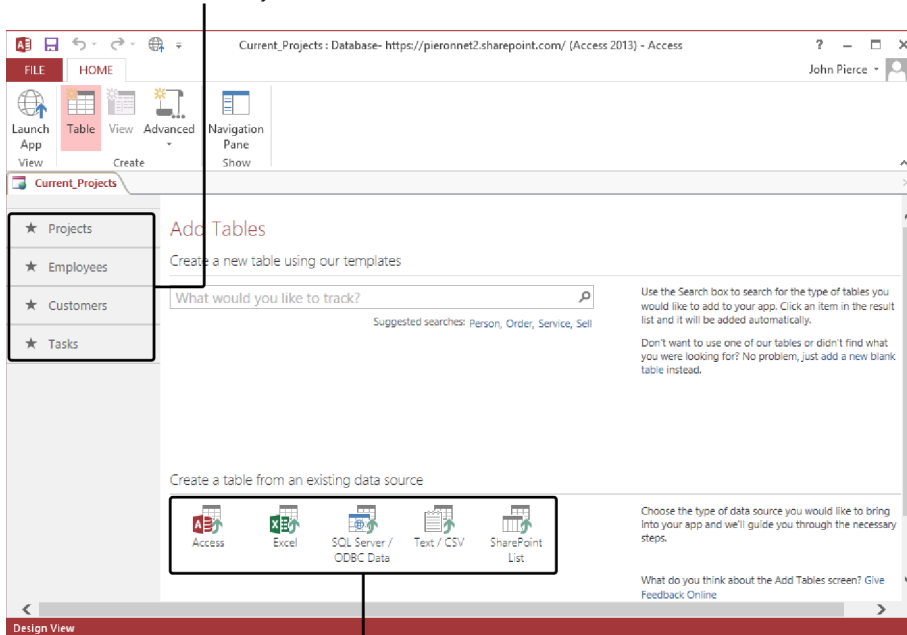 Current_Projects : Database- https://pieronnet2.sharepoint.com/ (Access 2013) - Access
?
FILE
HOME
John Pierce
Launch App
Table
View
Advanced
Navigation Pane
View
Create
Show
Current_Projects
Projects
Employees
Customers
Tasks
Add Tables
Create a new table using our templates
What would you like to track?
Suggested searches: Person, Order, Service, Sell
Use the Search box to search for the type of tables you
would like to add to your app. Click an item in the result
list and it will be added automatically.
Don't want to use one of our tables or didn't find what
you were looking for? No problem, just add a new blank
table instead.
Create a table from an existing data source
Access
Excel
SQL Server /
ODBC Data
Text / CSV
SharePoint
List
Choose the type of data source you would like to bring
into your app and we'll guide you through the necessary
steps.
What do you think about the Add Tables screen? Give
Feedback Online
Design View